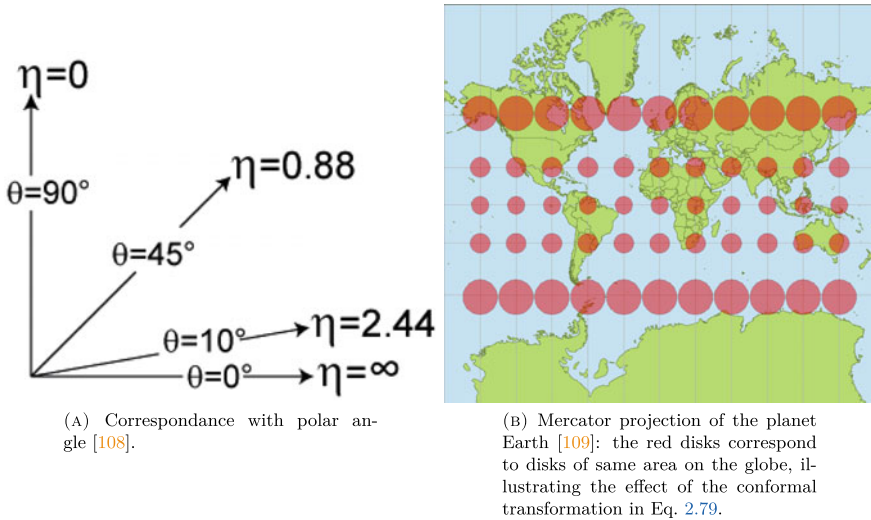 η=0
θ=90°
η=0.88
θ=45°
θ=10°
η=2.44
θ=0°
η=∞
(A) Correspondance with polar an-
gle [108].
(B) Mercator projection of the planet
Earth [109]: the red disks correspond
to disks of same area on the globe, il-
lustrating the effect of the conformal
transformation in Eq. 2.79.